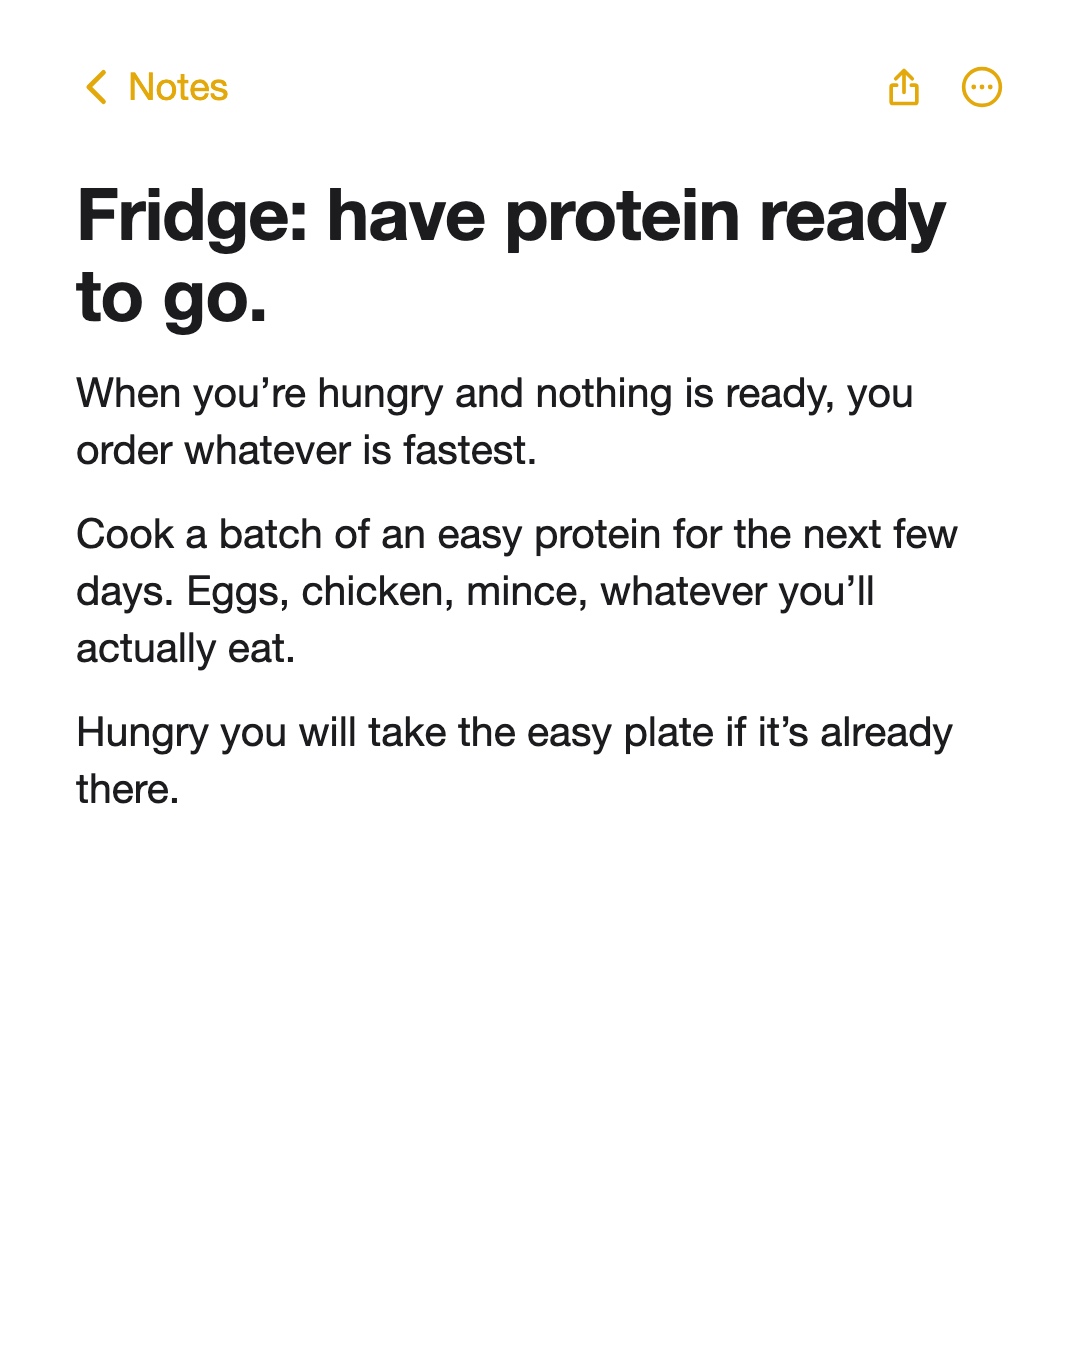 Notes
Fridge: have protein ready
to go.
When you’re hungry and nothing is ready, you
order whatever is fastest.
Cook a batch of an easy protein for the next few
days. Eggs, chicken, mince, whatever you’ll
actually eat.
Hungry you will take the easy plate if it’s already
there.